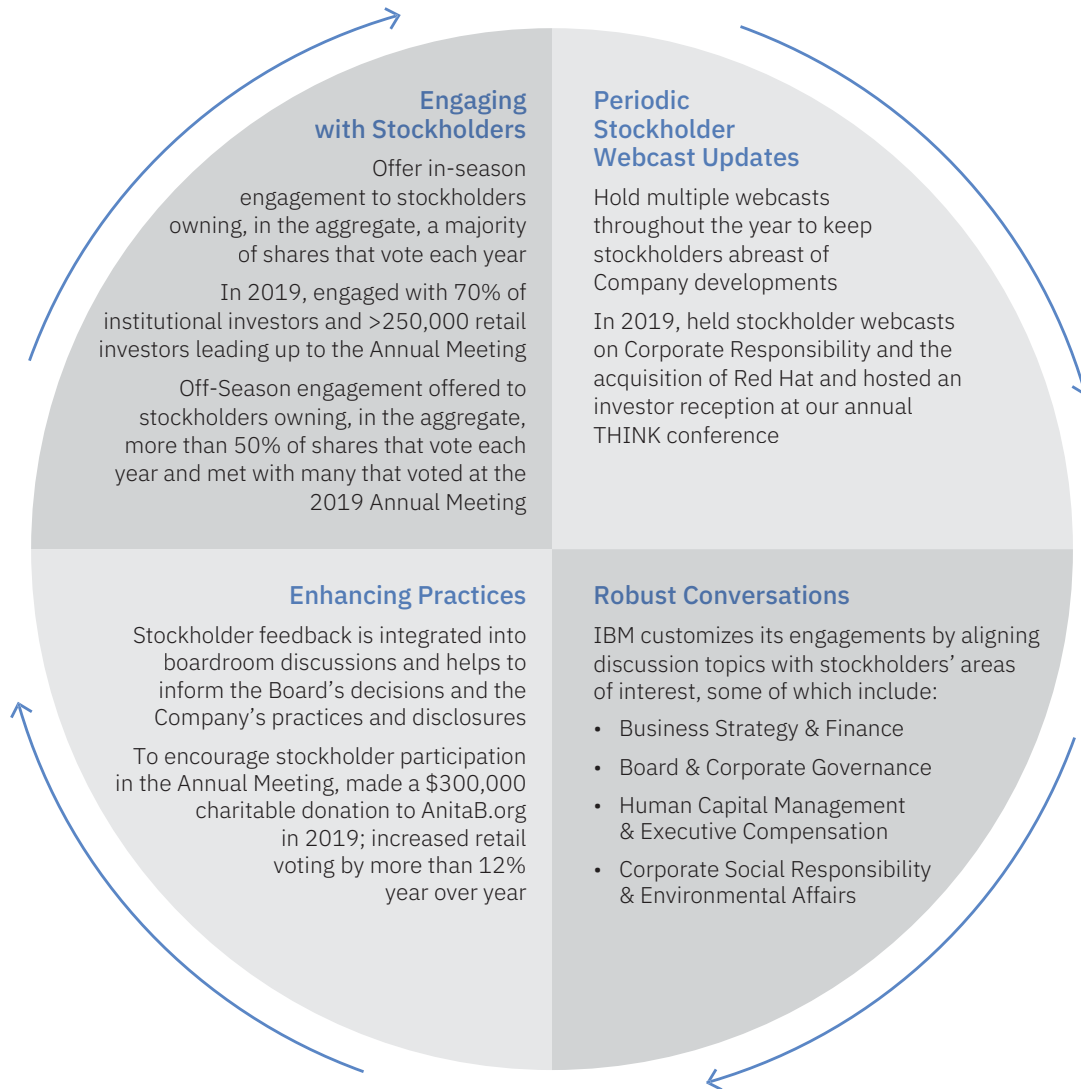 Engaging
with Stockholders
Offer in-season
engagement to stockholders
owning, in the aggregate, a majority
of shares that vote each year
In 2019, engaged with 70% of
institutional investors and >250,000 retail
investors leading up to the Annual Meeting
Off-Season engagement offered to
stockholders owning, in the aggregate,
more than 50% of shares that vote each
year and met with many that voted at the
2019 Annual Meeting
Periodic
Stockholder
Webcast Updates
Hold multiple webcasts
throughout the year to keep
stockholders abreast of
Company developments
In 2019, held stockholder webcasts
on Corporate Responsibility and the
acquisition of Red Hat and hosted an
investor reception at our annual
THINK conference
Enhancing Practices
Stockholder feedback is integrated into
boardroom discussions and helps to
inform the Board’s decisions and the
Company’s practices and disclosures
To encourage stockholder participation
in the Annual Meeting, made a $300,000
charitable donation to AnitaB.org
in 2019; increased retail
voting by more than 12%
year over year
Robust Conversations
IBM customizes its engagements by aligning
discussion topics with stockholders’ areas
of interest, some of which include:
• Business Strategy & Finance
• Board & Corporate Governance
• Human Capital Management
& Executive Compensation
• Corporate Social Responsibility
& Environmental Affairs